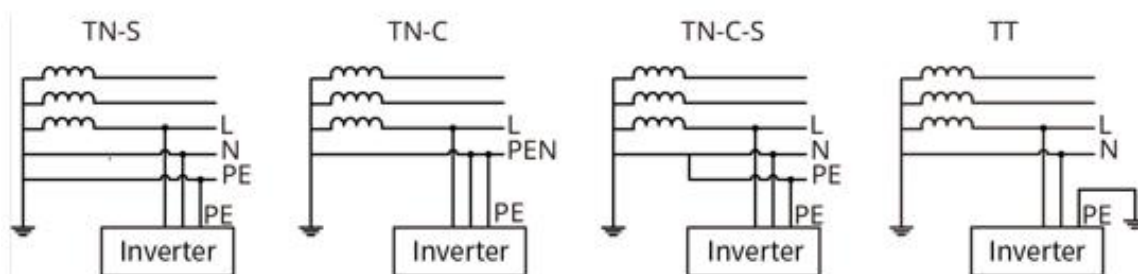 TN-S TN-C TN-C-S TT
L L L L
N PEN N N
PE PE
PE PE PE PE
Inverter Inverter Inverter Inverter